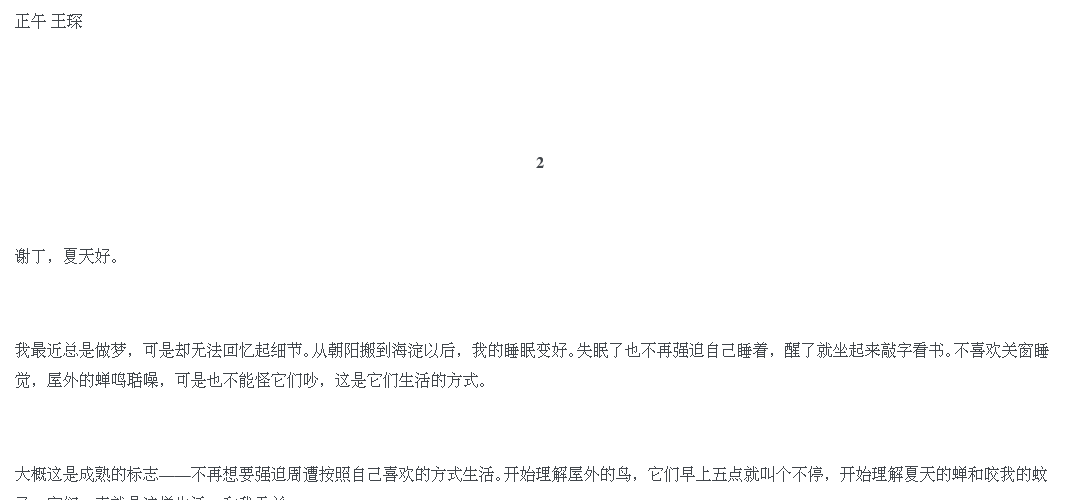 正午 王琛
2
谢丁，夏天好。
我最近总是做梦，可是却无法回忆起细节。从朝阳搬到海淀以后，我的睡眠变好。失眠了也不再强迫自己睡着，醒了就坐起来敲字看书。不喜欢关窗睡
觉，屋外的蝉鸣聒噪，可是也不能怪它们吵，这是它们生活的方式。
大概这是成熟的标志——不再想要强迫周遭按照自己喜欢的方式生活。开始理解屋外的鸟，它们早上五点就叫个不停，开始理解夏天的蝉和咬我的蚊